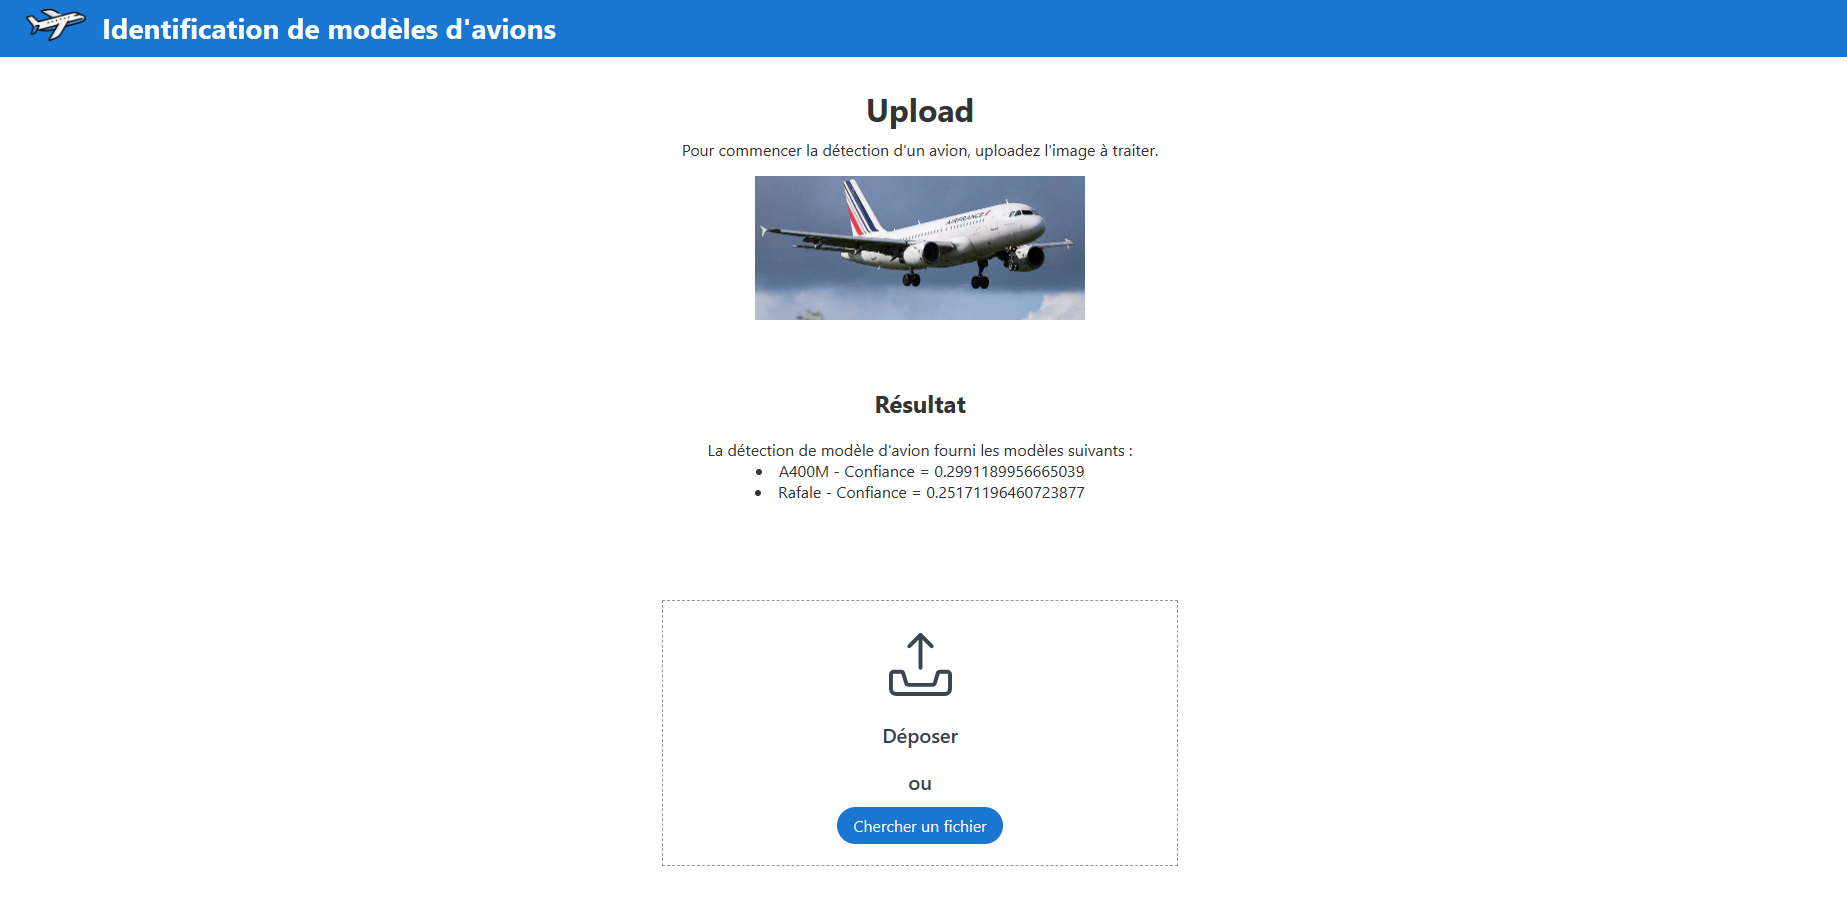 Identification de modèles d'avions
Upload
Pour commencer la détection d'un avion, uploadez l'image à traiter.
AIRFRANCE
Résultat
La détection de modèle d'avion fourni les modèles suivants :
A400M - Confiance = 0.2991189956665039
Rafale - Confiance = 0.25171196460723877
Déposer
ou
Chercher un fichier